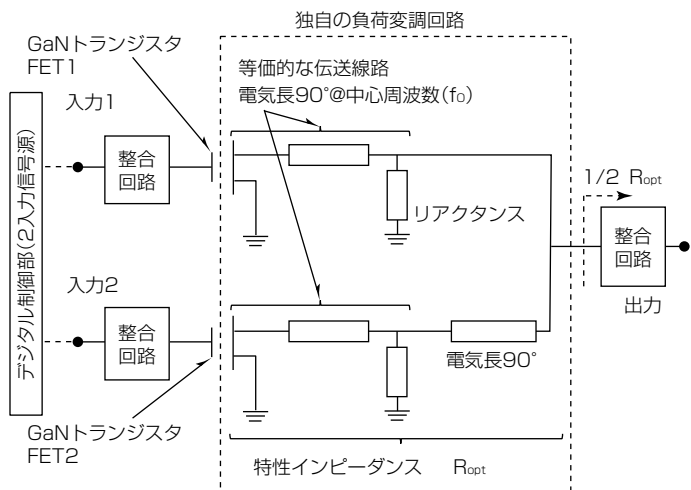 独自の負荷変調回路
GaNトランジスタ
FET1
等価的な伝送線路
電気長90°@中心周波数(f₀)
入力1
デジタル制御部(2入力信号源)
整合
回路
リアクタンス
1/2 Ropt
整合
回路
出力
入力2
整合
回路
電気長90°
GaNトランジスタ
FET2
特性インピーダンス Ropt